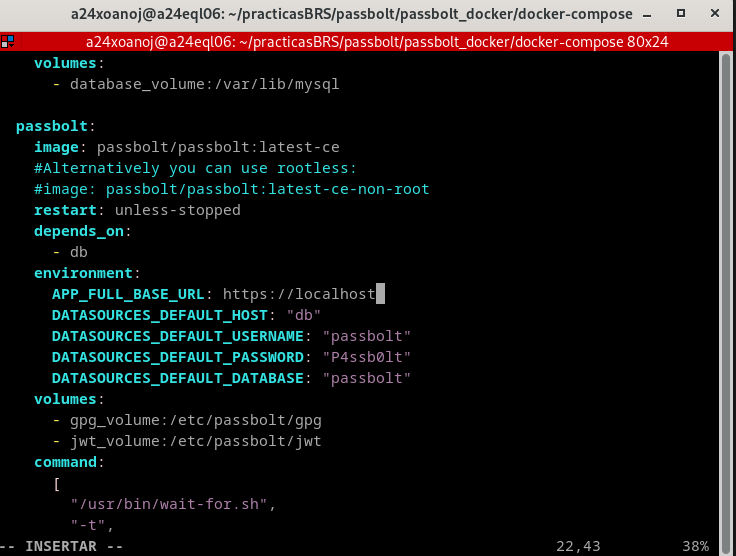 a24xoanoj@a24eql06: ~/practicasBRS/passbolt/passbolt_docker/docker-compose
a24xoanoj@a24eql06: ~/practicasBRS/passbolt/passbolt_docker/docker-compose 80x24
volumes:
- database_volume:/var/lib/mysql
passbolt:
image: passbolt/passbolt:latest-ce
#Alternatively you can use rootless:
#image: passbolt/passbolt:latest-ce-non-root
restart: unless-stopped
depends_on:
- db
environment:
APP_FULL_BASE_URL: https://localhost
DATASOURCES_DEFAULT_HOST: "db"
DATASOURCES_DEFAULT_USERNAME: "passbolt"
DATASOURCES_DEFAULT_PASSWORD: "P4ssb0lt"
DATASOURCES_DEFAULT_DATABASE: "passbolt"
volumes:
- gpg_volume:/etc/passbolt/gpg
- jwt_volume:/etc/passbolt/jwt
command:
[
"/usr/bin/wait-for.sh",
"-t",
-- INSERTAR -- 22,43 38%